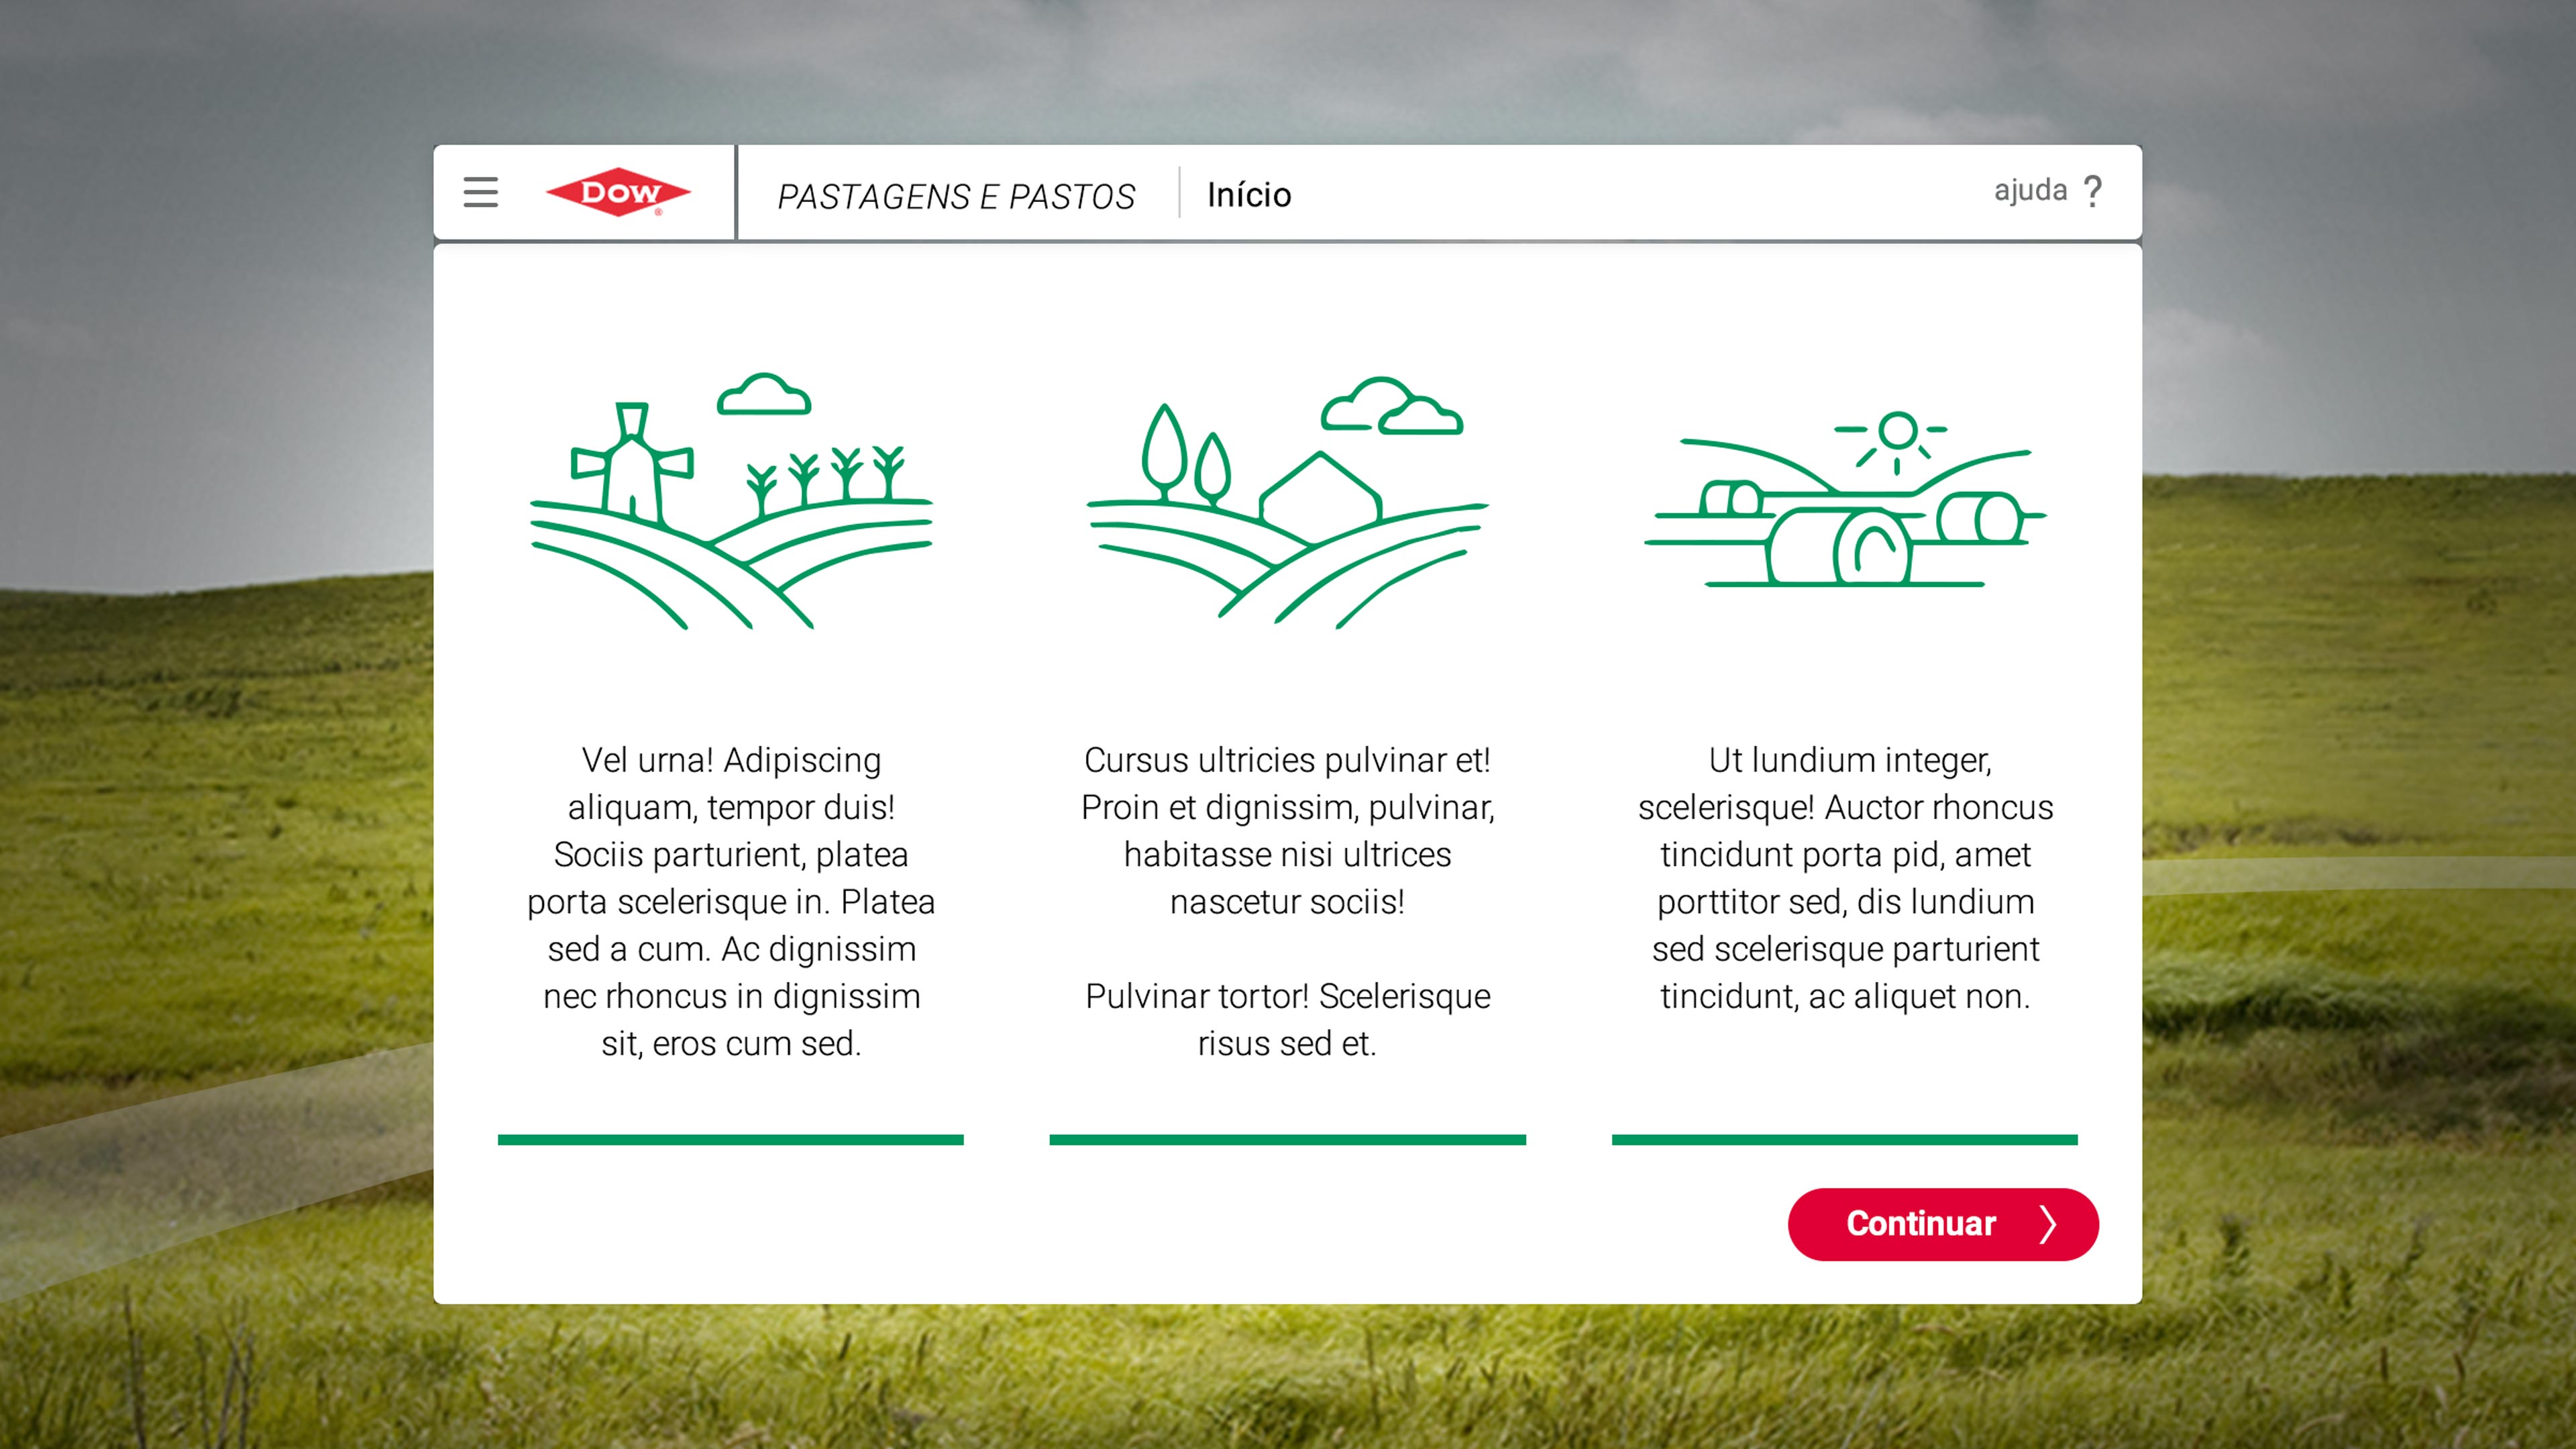 DOW
PASTAGENS E PASTOS
Início
ajuda ?
Vel urna! Adipiscing
aliquam, tempor duis!
Sociis parturient, platea
porta scelerisque in. Platea
sed a cum. Ac dignissim
nec rhoncus in dignissim
sit, eros cum sed.
Cursus ultricies pulvinar et!
Proin et dignissim, pulvinar,
habitasse nisi ultrices
nascetur sociis!
Pulvinar tortor! Scelerisque
risus sed et.
Ut lundium integer,
scelerisque! Auctor rhoncus
tincidunt porta pid, amet
porttitor sed, dis lundium
sed scelerisque parturient
tincidunt, ac aliquet non.
Continuar